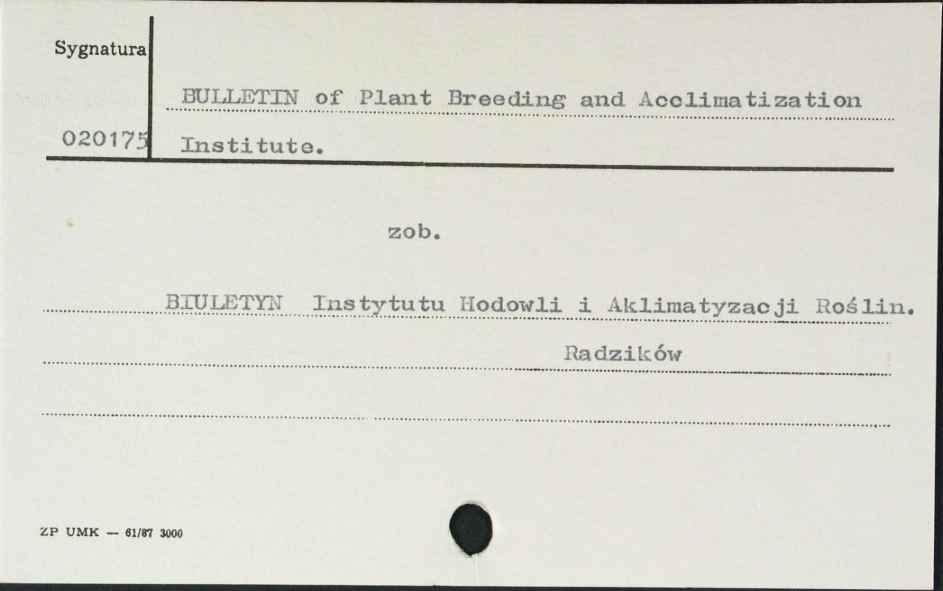 Sygnatura
BULLETIN of Plant Breeding and Acclimatization
020175 Institute.
zob.
BIULETYN Instytutu Hodowli i Aklimatyzacji Roślin.
Radzików
ZP UMK — 61/87 3000